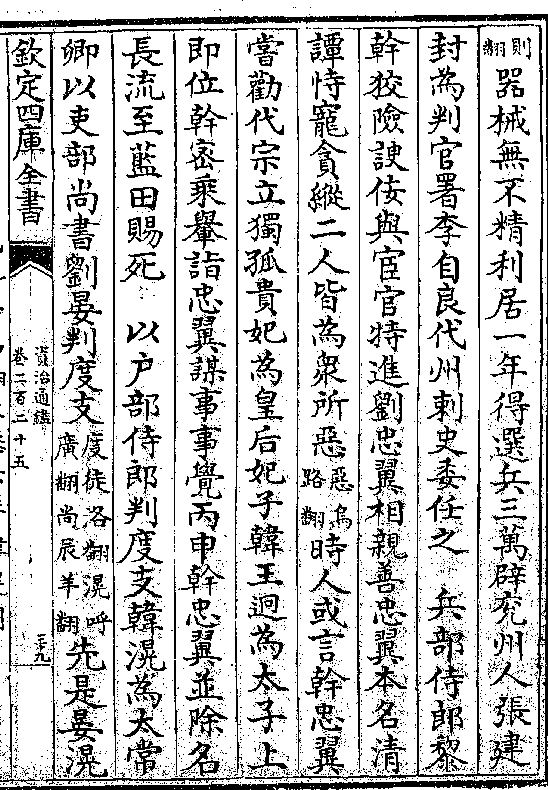 則翻器械無不精利居一年得選兵三萬辟兖州人張建
封為判官署李自良代州刺史委任之 兵部侍郎黎
幹狡險諛佞與宦官特進劉忠翼相親善忠翼本名清
譚恃寵貪縱二人皆為衆所惡惡烏路翻時人或言幹忠翼
嘗勸代宗立獨孤貴妃為皇后妃子韓王迥為太子上
即位幹密乘轝詣忠翼謀事事覺丙申幹忠翼並除名
長流至藍田賜死 以户部侍郎判度支韓滉為太常
卿以吏部尚書劉晏判度支度徒洛翻滉呼廣翻尚辰羊翻先是晏滉
欽定四庫全書
資治通鑑
卷二百二十五
三九